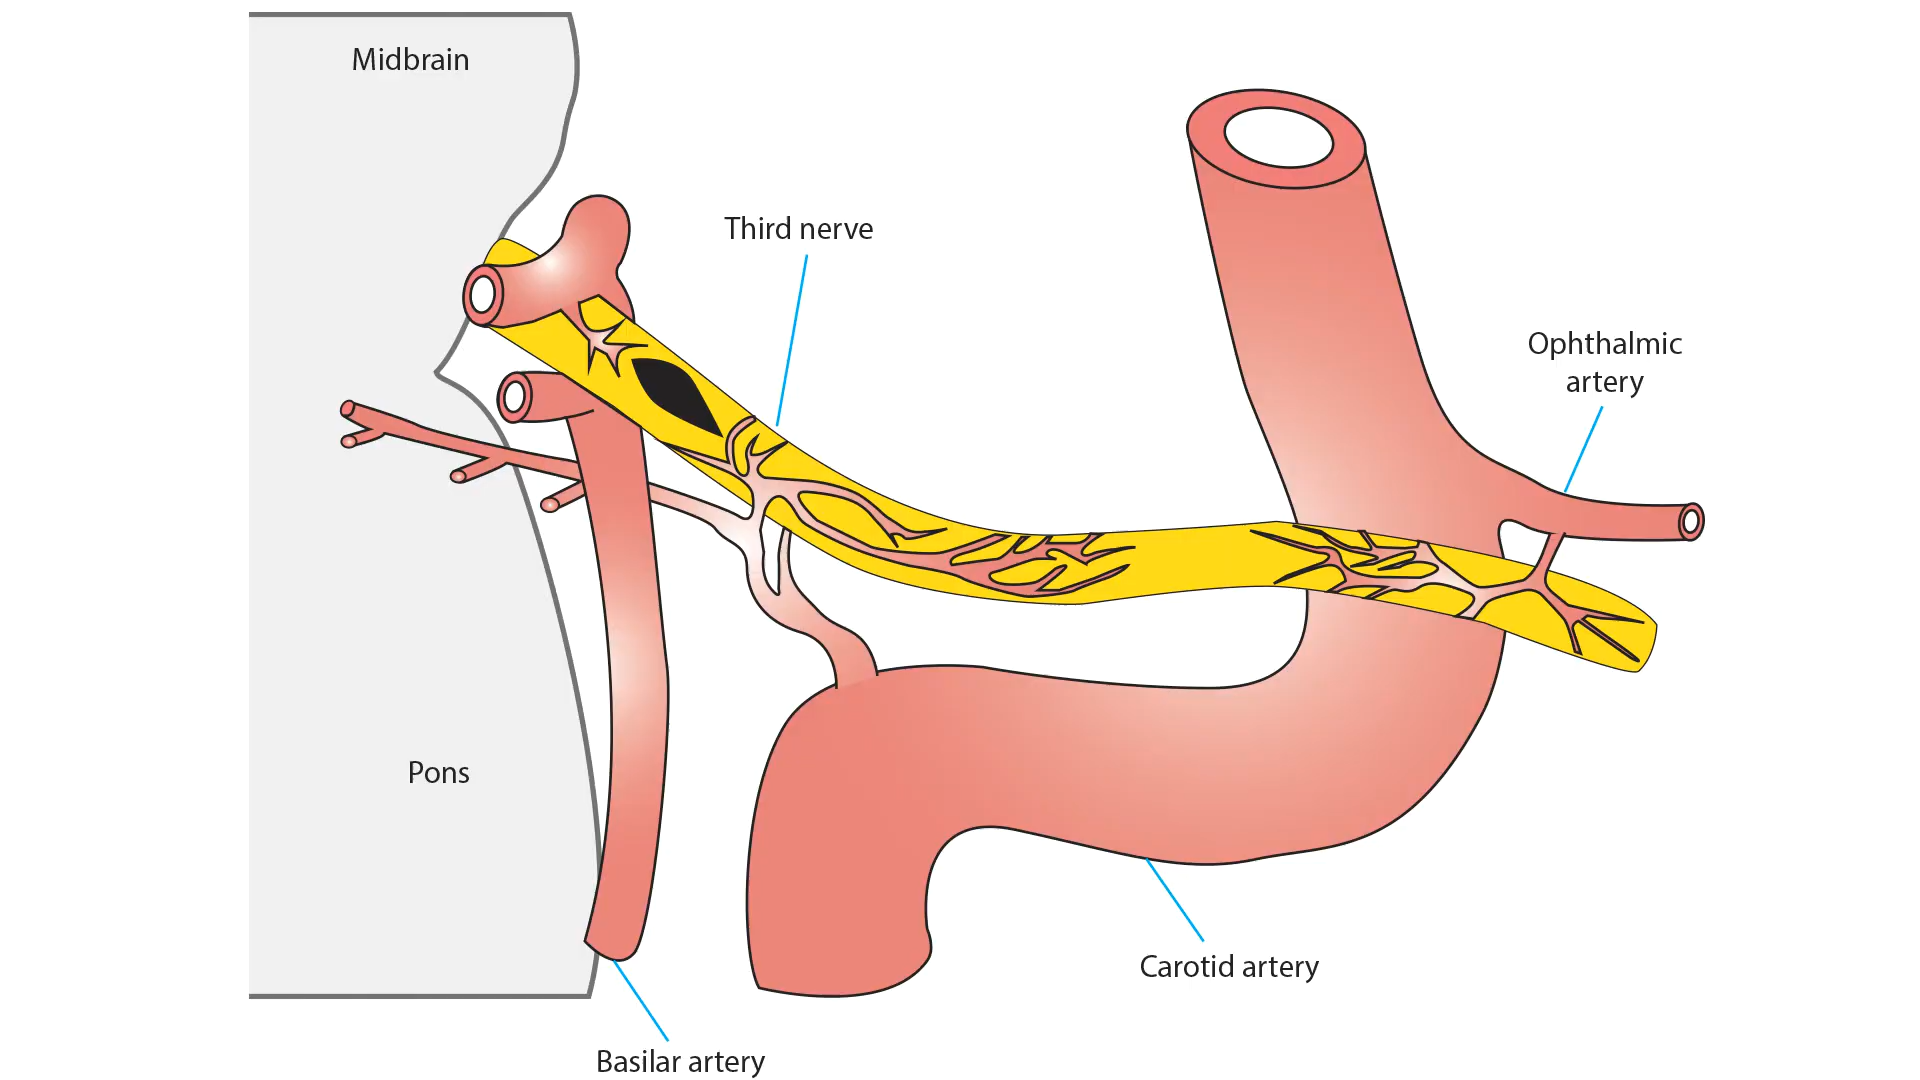 Midbrain
Third nerve
Ophthalmic
artery
Pons
Carotid artery
Basilar artery